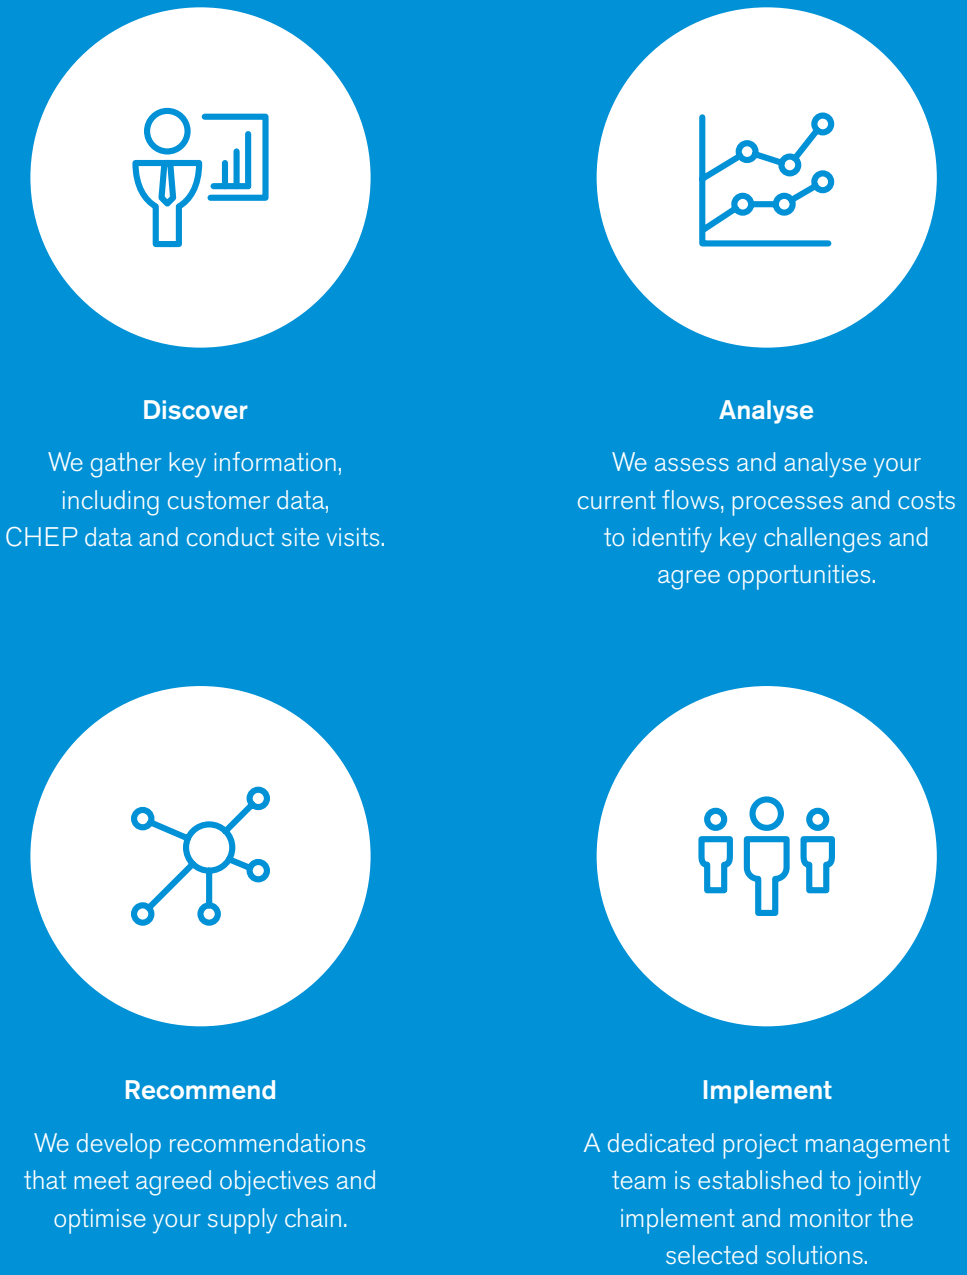 Discover
We gather key information,
including customer data,
CHEP data and conduct site visits.
Analyse
We assess and analyse your
current flows, processes and costs
to identify key challenges and
agree opportunities.
Recommend
We develop recommendations
that meet agreed objectives and
optimise your supply chain.
Implement
A dedicated project management
team is established to jointly
implement and monitor the
selected solutions.